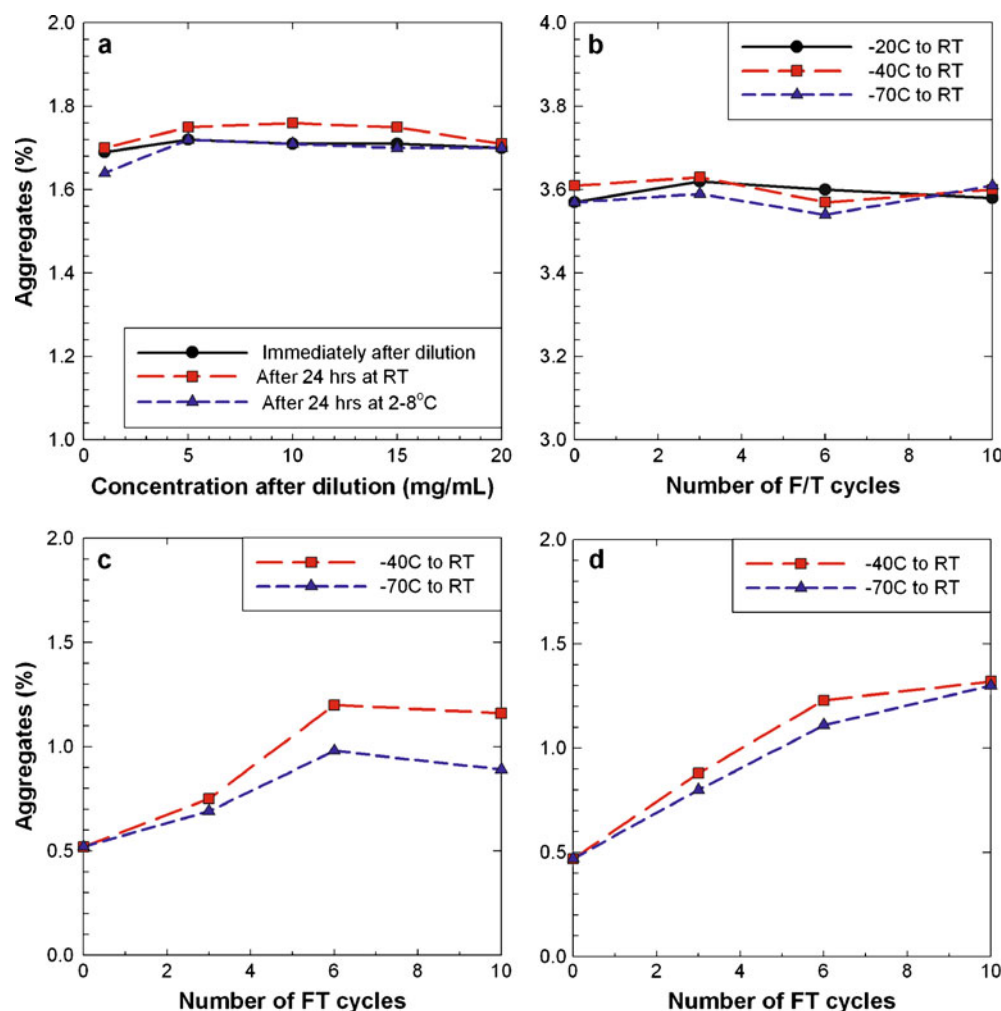 a
2.0
1.8
1.6
1.4
1.2
1.0
Aggregates (%)
Immediately after dilution
After 24 hrs at RT
After 24 hrs at 2-8°C
0
5
10
15
20
Concentration after dilution (mg/mL)
b
4.0
3.8
3.6
3.4
3.2
3.0
-20C to RT
-40C to RT
-70C to RT
0
2
4
6
8
10
Number of F/T cycles
c
2.0
1.5
1.0
0.5
0.0
Aggregates (%)
-40C to RT
-70C to RT
0
2
4
6
8
10
Number of FT cycles
d
2.0
1.5
1.0
0.5
0.0
-40C to RT
-70C to RT
0
2
4
6
8
10
Number of FT cycles